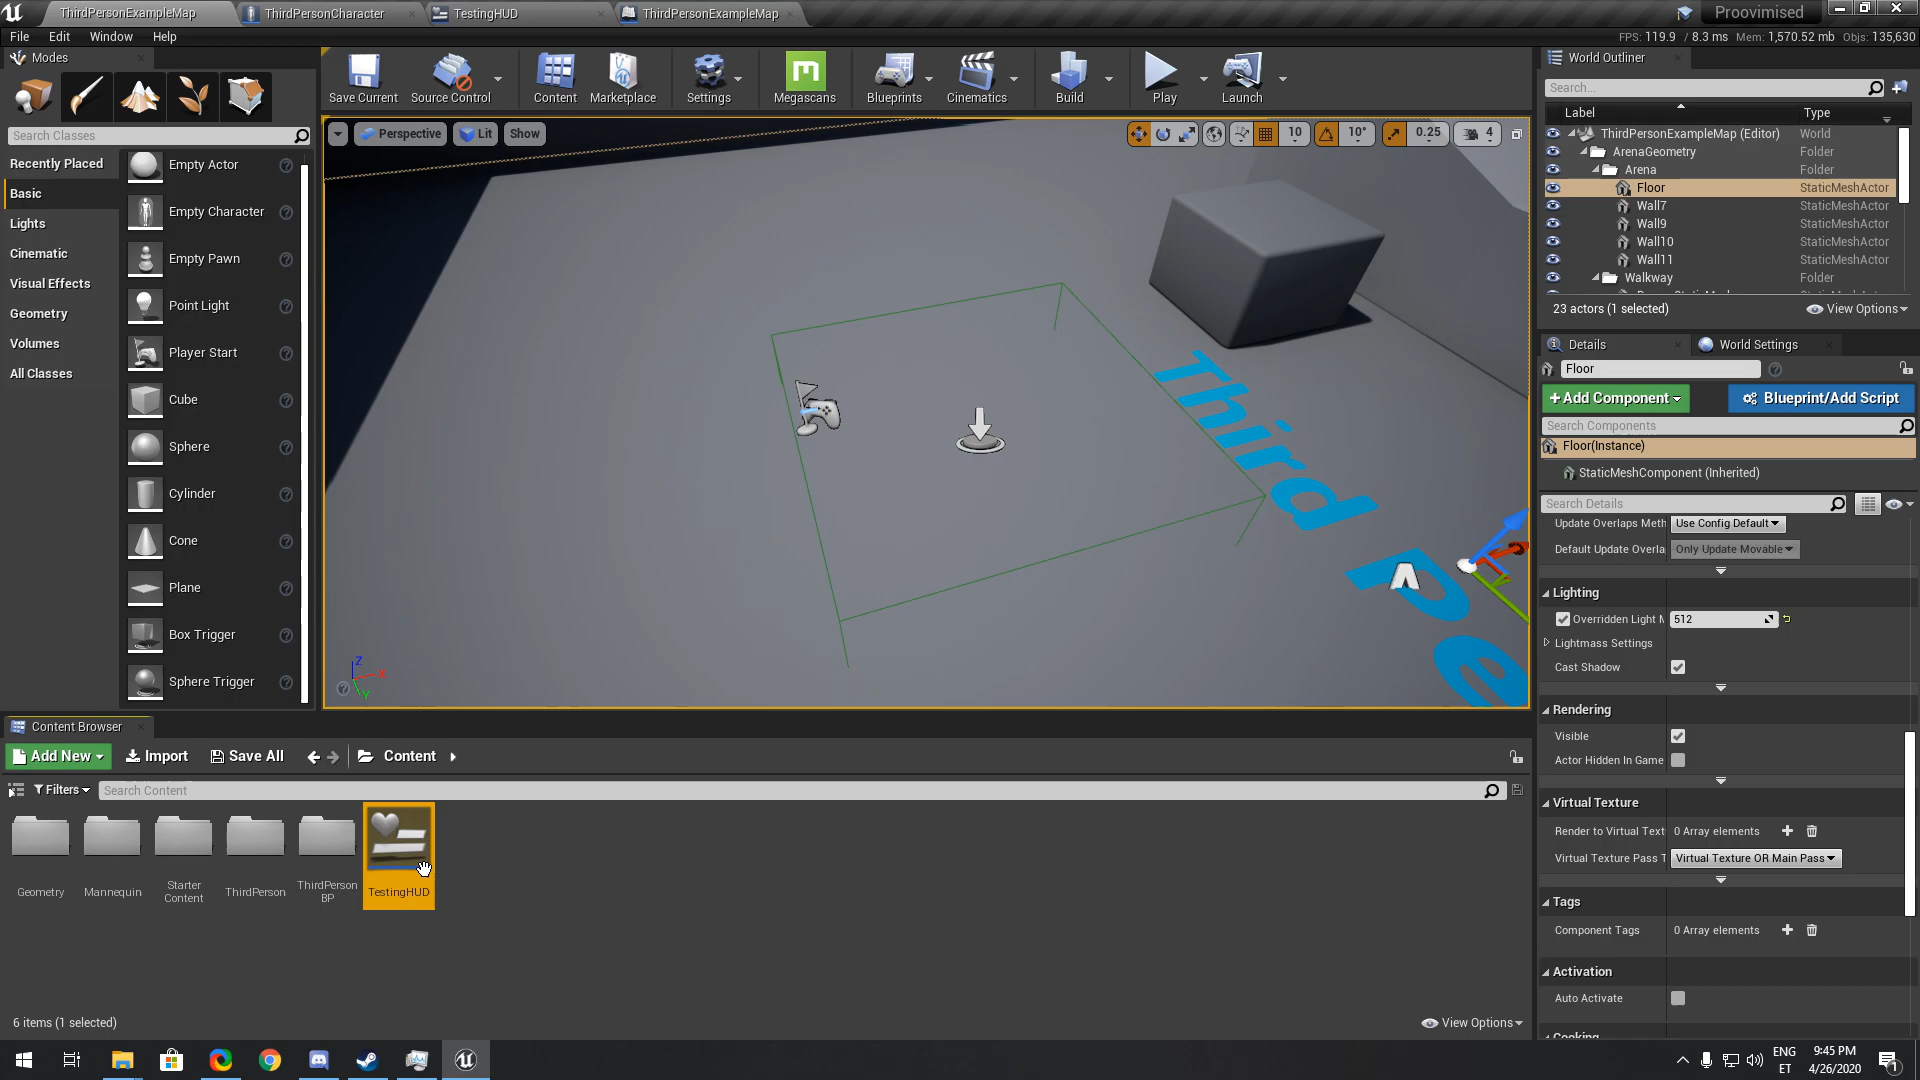 ThirdPersonExampleMap
ThirdPersonCharacter
TestingHUD
ThirdPersonExampleMap
Proovimised
File Edit Window Help
FPS: 119.9 / 8.3 ms Mem: 1,570.52 mb Objs: 135,630
Modes
Save Current
Source Control
Content
Marketplace
Settings
Megascans
Blueprints
Cinematics
Build
Play
Launch
Search Classes
Recently Placed
Basic
Lights
Cinematic
Visual Effects
Geometry
Volumes
All Classes
Empty Actor
Empty Character
Empty Pawn
Point Light
Player Start
Cube
Sphere
Cylinder
Cone
Plane
Box Trigger
Sphere Trigger
Perspective Lit Show
10 10° 0.25 4
Third Pe
Z
X
Y
World Outliner
Search...
Label Type
ThirdPersonExampleMap (Editor) World
ArenaGeometry Folder
Arena Folder
Floor StaticMeshActor
Wall7 StaticMeshActor
Wall9 StaticMeshActor
Wall10 StaticMeshActor
Wall11 StaticMeshActor
Walkway Folder
23 actors (1 selected) View Options
Details World Settings
Floor
+Add Component Blueprint/Add Script
Search Components
Floor(Instance)
StaticMeshComponent (Inherited)
Search Details
Update Overlaps Meth Use Config Default
Default Update Overla Only Update Movable
Lighting
Overridden Light M 512
Lightmass Settings
Cast Shadow
Rendering
Visible
Actor Hidden In Game
Virtual Texture
Render to Virtual Text 0 Array elements
Virtual Texture Pass T Virtual Texture OR Main Pass
Tags
Component Tags 0 Array elements
Activation
Auto Activate
Cooking
Content Browser
Add New Import Save All Content
Filters Search Content
Geometry
Mannequin
Starter Content
ThirdPerson
ThirdPerson BP
TestingHUD
6 items (1 selected) View Options
ENG
ET
9:45 PM
4/26/2020
1